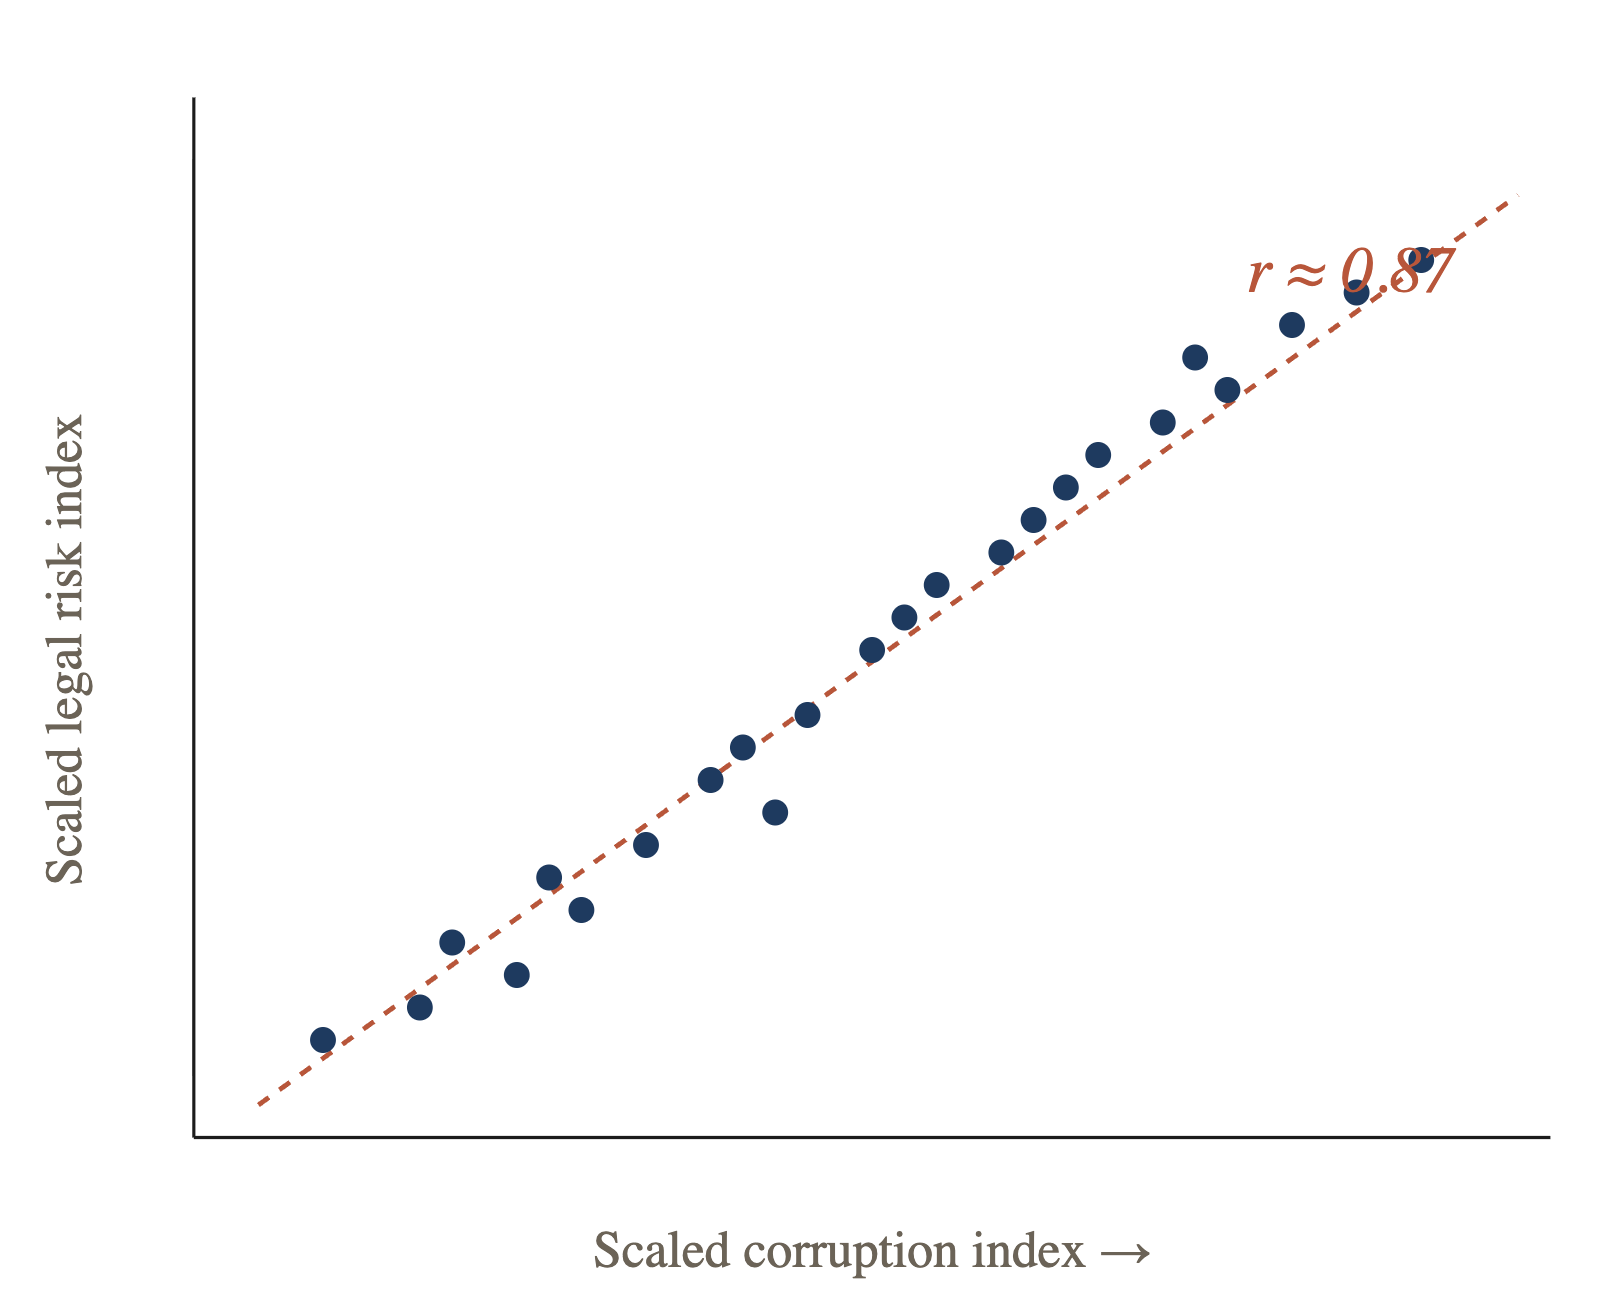 r ≈ 0.87
Scaled legal risk index
Scaled corruption index →